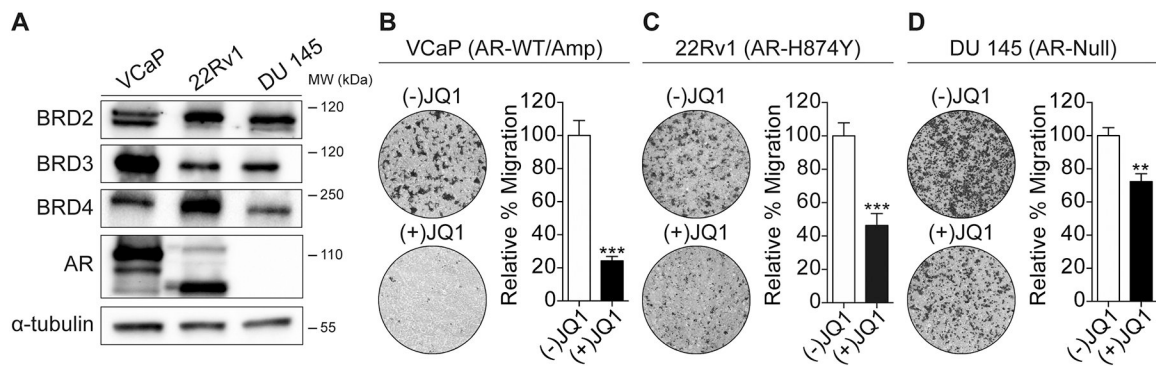 A
VCaP
22Rv1
DU 145
MW (kDa)
BRD2
120
BRD3
120
BRD4
250
AR
110
α-tubulin
55
B
VCaP (AR-WT/Amp)
(-)JQ1
(+)JQ1
Relative % Migration
120
100
80
60
40
20
0
***
(-)JQ1
(+)JQ1
C
22Rv1 (AR-H874Y)
(-)JQ1
(+)JQ1
Relative % Migration
120
100
80
60
40
20
0
***
(-)JQ1
(+)JQ1
D
DU 145 (AR-Null)
(-)JQ1
(+)JQ1
Relative % Migration
120
100
80
60
40
20
0
**
(-)JQ1
(+)JQ1